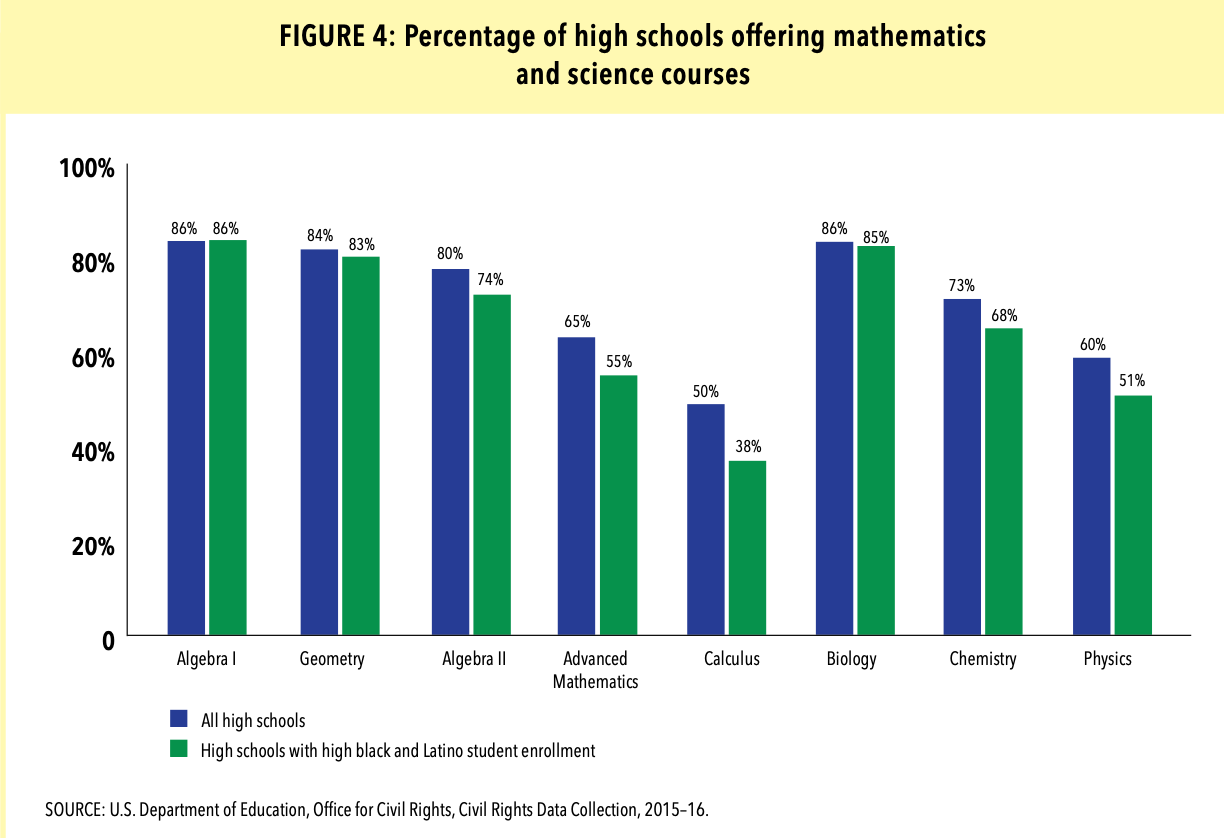 FIGURE 4: Percentage of high schools offering mathematics
and science courses
100%
80%
60%
40%
20%
0
86% 86%
84% 83%
80% 74%
65% 55%
50% 38%
86% 85%
73% 68%
60% 51%
Algebra I Geometry Algebra II Advanced Calculus Biology Chemistry Physics
Mathematics
All high schools
High schools with high black and Latino student enrollment
SOURCE: U.S. Department of Education, Office for Civil Rights, Civil Rights Data Collection, 2015–16.